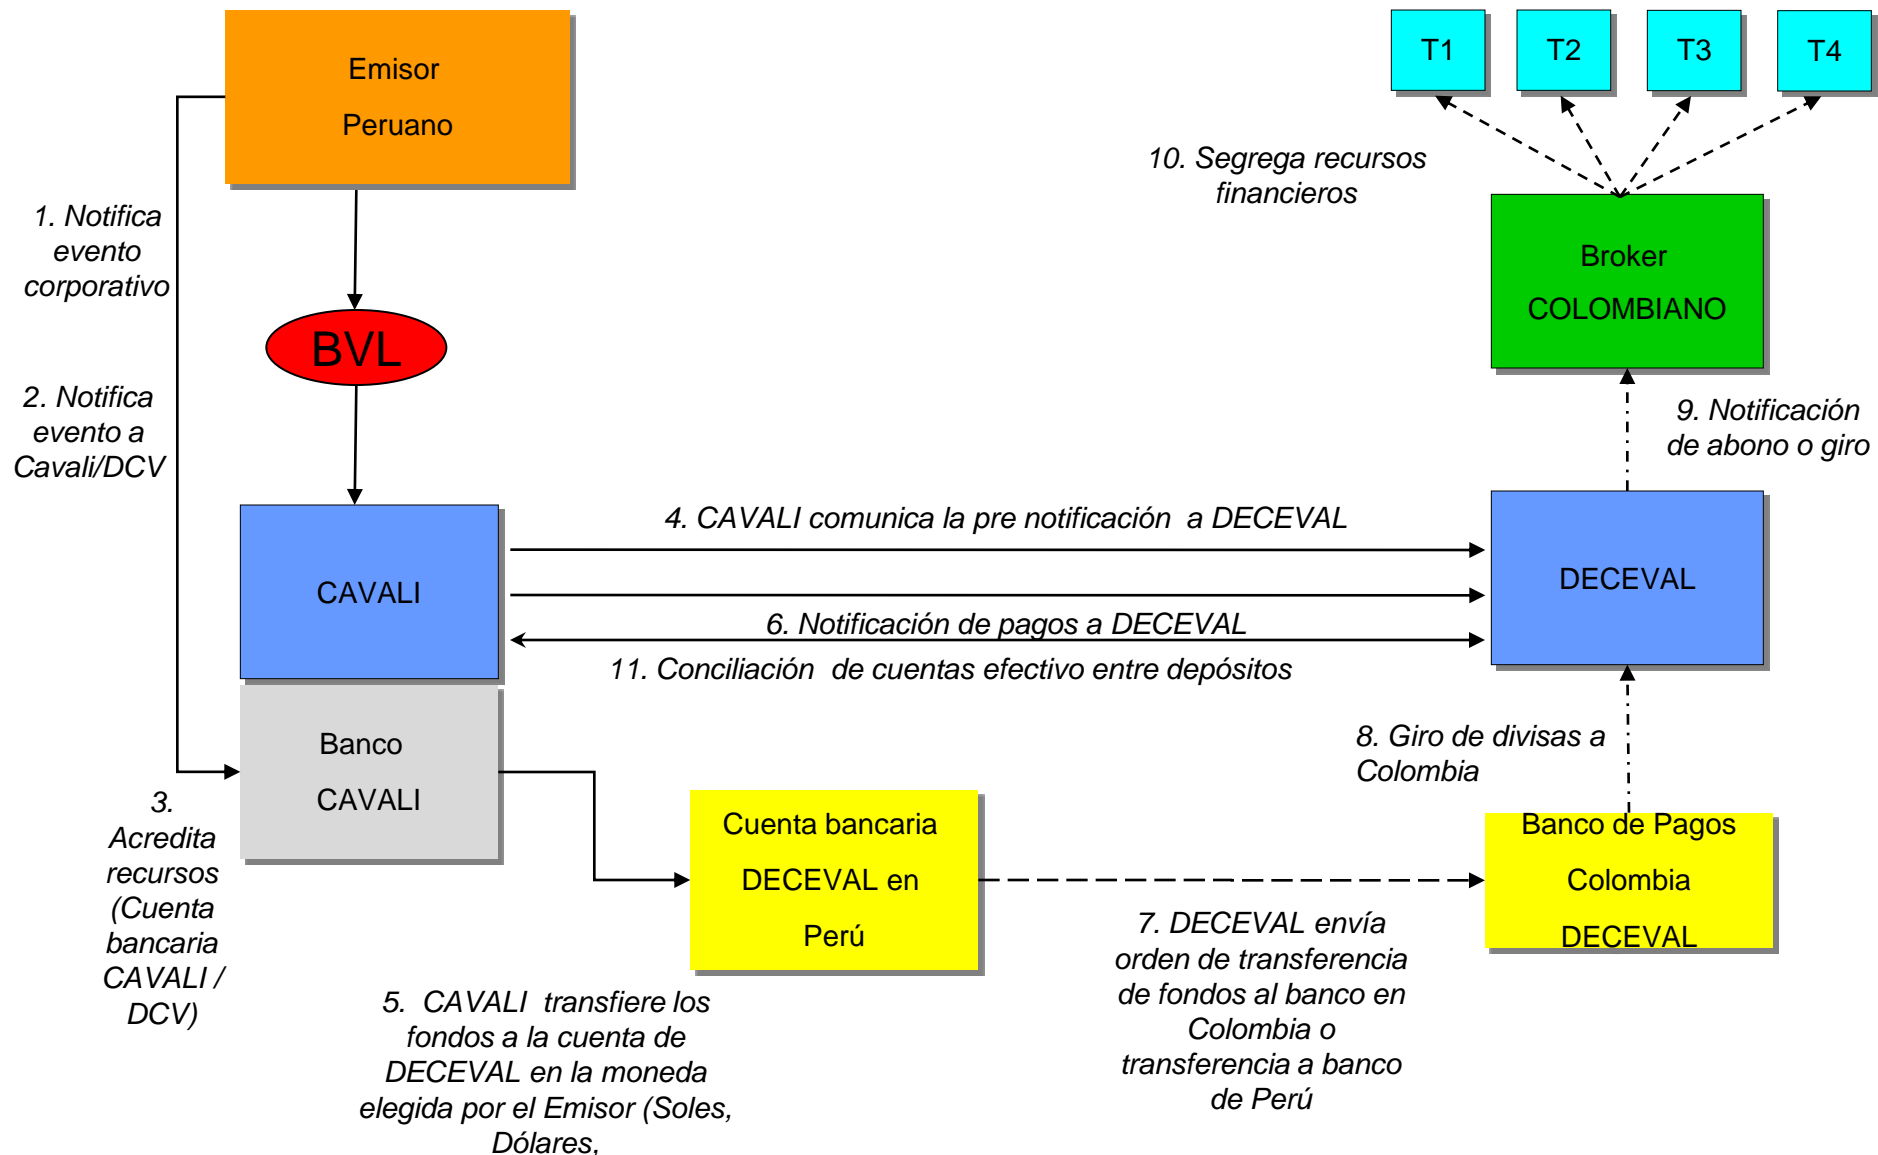 Emisor
Peruano
T1
T2
T3
T4
10. Segrega recursos
financieros
1. Notifica
evento
corporativo
Broker
COLOMBIANO
BVL
2. Notifica
evento a
Cavali/DCV
9. Notificación
de abono o giro
4. CAVALI comunica la pre notificación a DECEVAL
CAVALI
DECEVAL
6. Notificación de pagos a DECEVAL
11. Conciliación de cuentas efectivo entre depósitos
Banco
CAVALI
8. Giro de divisas a
Colombia
3.
Acredita
recursos
(Cuenta
bancaria
CAVALI /
DCV)
Cuenta bancaria
DECEVAL en
Perú
Banco de Pagos
Colombia
DECEVAL
7. DECEVAL envía
orden de transferencia
de fondos al banco en
Colombia o
transferencia a banco
de Perú
5. CAVALI transfiere los
fondos a la cuenta de
DECEVAL en la moneda
elegida por el Emisor (Soles,
Dólares,